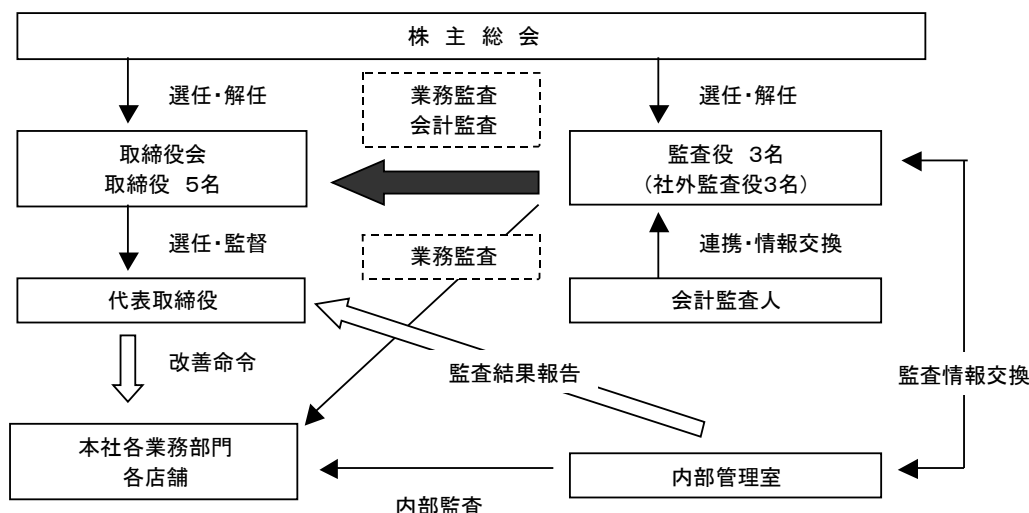 株 主 総 会
選任・解任
業務監査
会計監査
選任・解任
取締役会
取締役 5名
監査役 3名
（社外監査役3名）
選任・監督
業務監査
連携・情報交換
代表取締役
会計監査人
改善命令
監査結果報告
監査情報交換
本社各業務部門
各店舗
内部管理室
内部監査